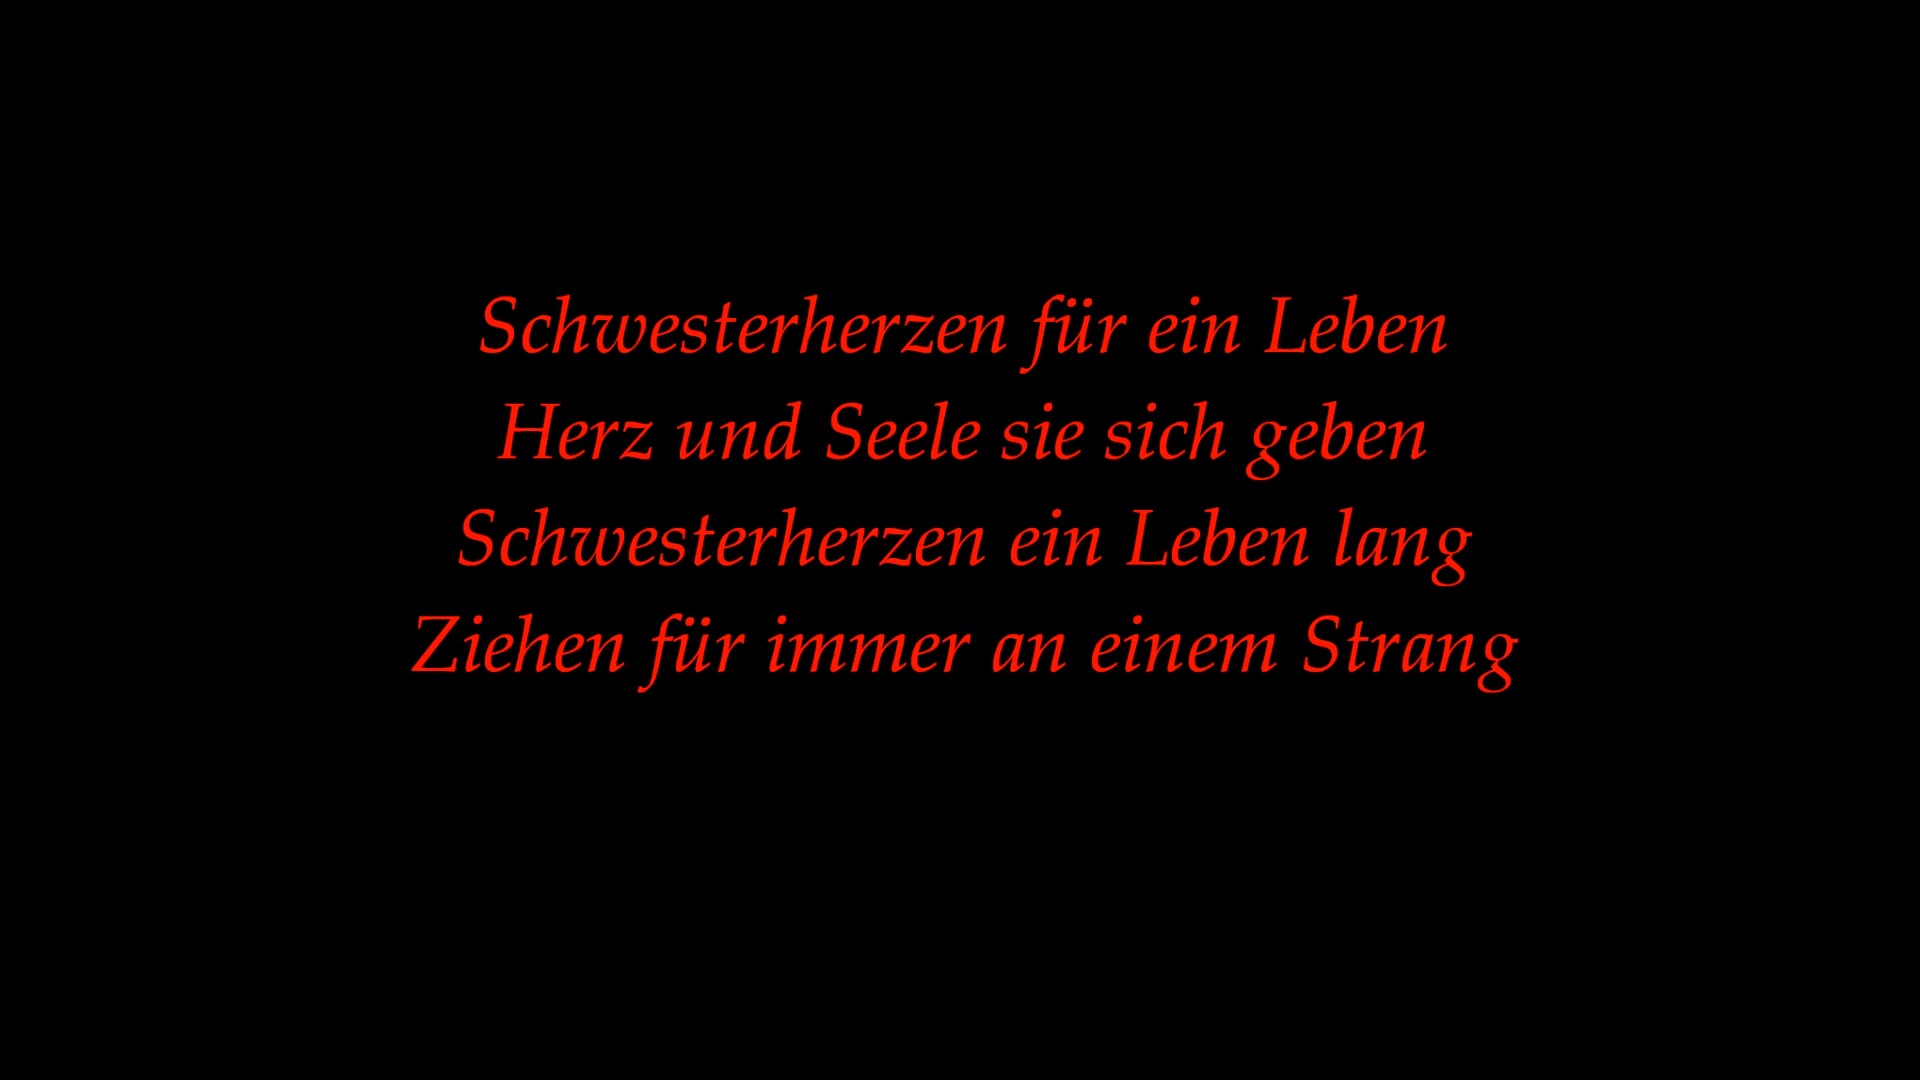 Schwesterherzen für ein Leben
Herz und Seele sie sich geben
Schwesterherzen ein Leben lang
Ziehen für immer an einem Strang